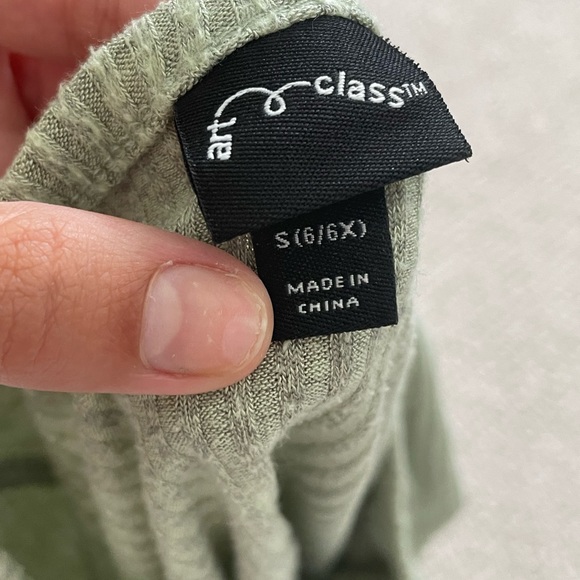 art class™
S(6/6X)
MADE IN
CHINA